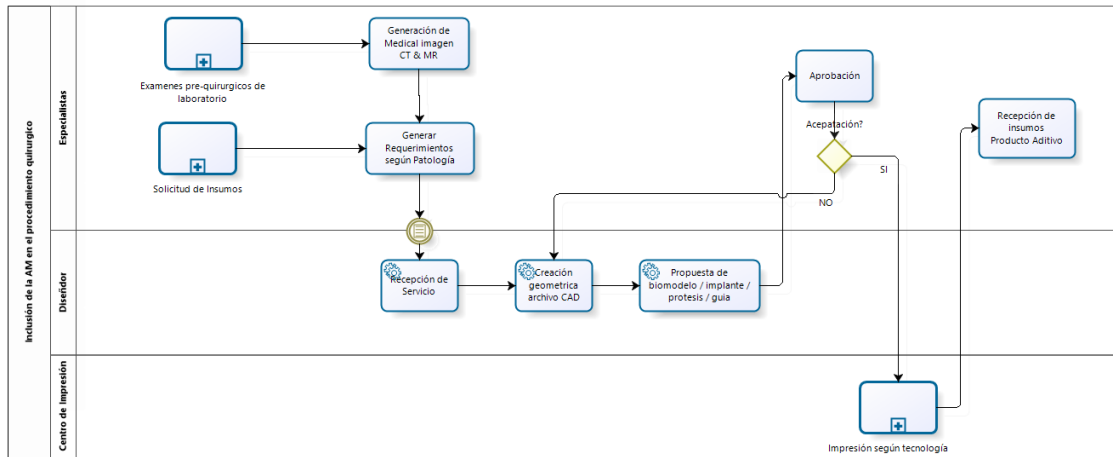 Inclusión de la AM en el procedimiento quirurgico
Especialistas
Examenes pre-quirurgicos de
laboratorio
Generación de
Medical imagen
CT & MR
Solicitud de Insumos
Generar
Requerimientos
según Patología
Aprobación
Acepatación?
SI
NO
Recepción de
insumos
Producto Aditivo
Diseñdor
Recepción de
Servicio
Creación
geometrica
archivo CAD
Propuesta de
biomodelo / implante /
protesis / guia
Centro de Impresión
Impresión según tecnología